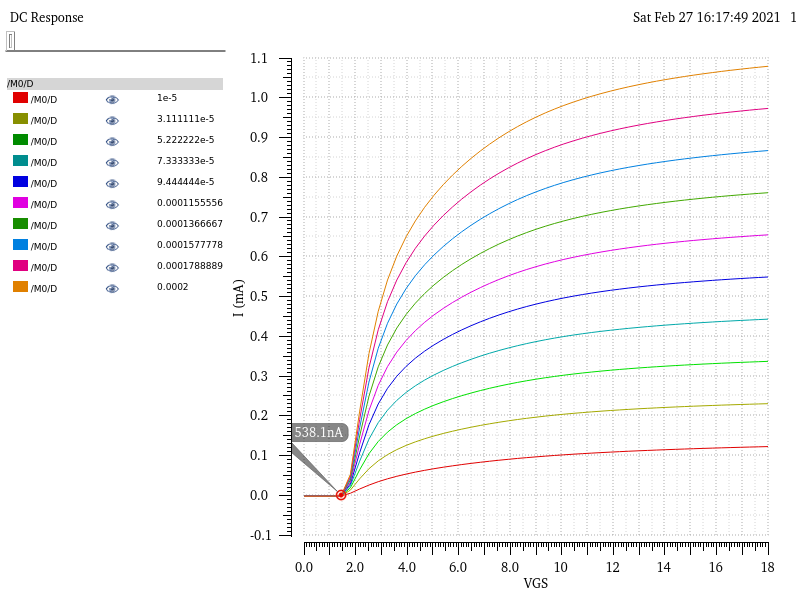 DC Response
Sat Feb 27 16:17:49 2021 1
/M0/D
/M0/D 1e-5
/M0/D 3.111111e-5
/M0/D 5.222222e-5
/M0/D 7.333333e-5
/M0/D 9.444444e-5
/M0/D 0.0001155556
/M0/D 0.0001366667
/M0/D 0.0001577778
/M0/D 0.0001788889
/M0/D 0.0002
I (mA)
1.1
1.0
0.9
0.8
0.7
0.6
0.5
0.4
0.3
0.2
0.1
0.0
-0.1
538.1nA
0.0 2.0 4.0 6.0 8.0 10 12 14 16 18
VGS